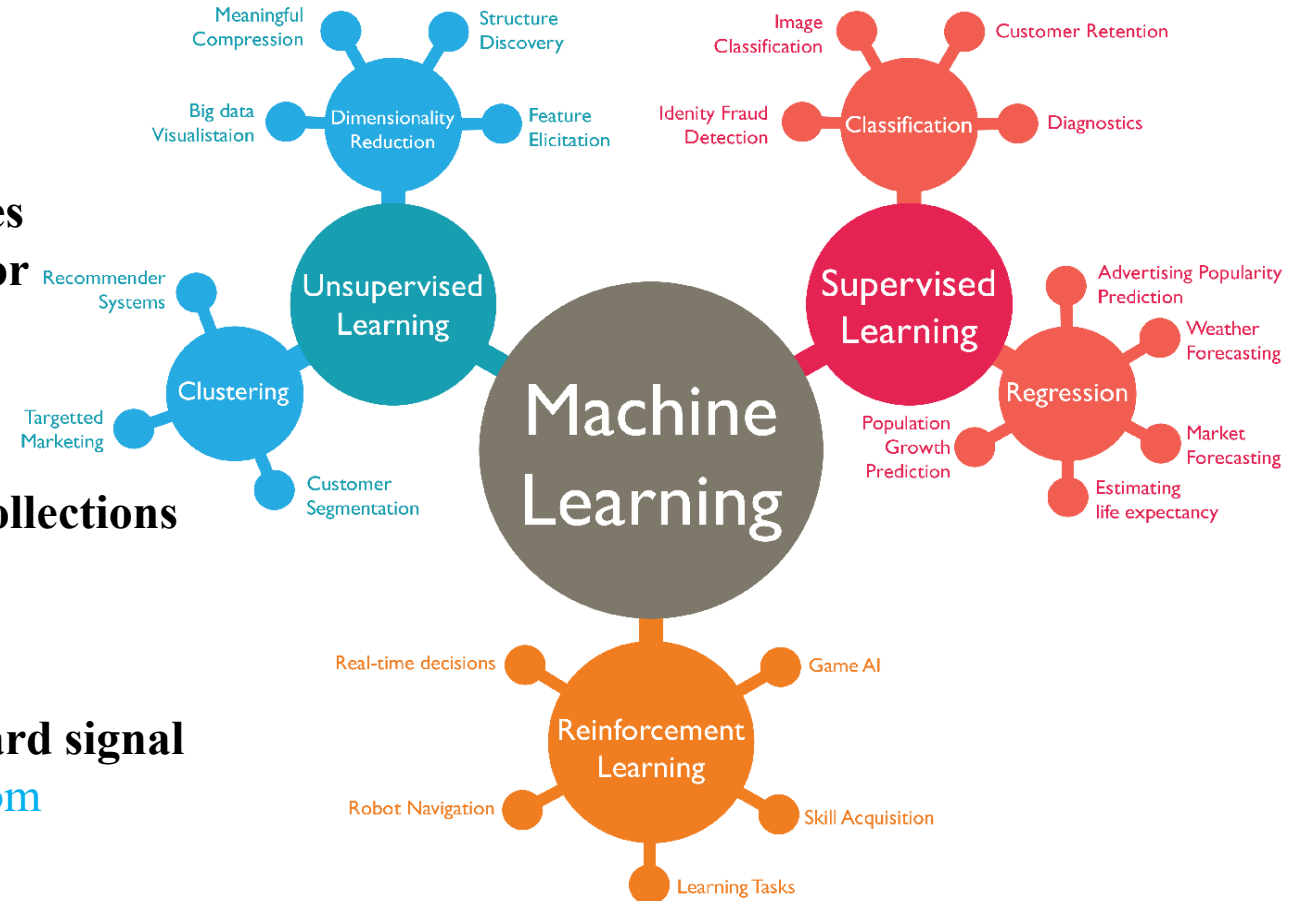 Meaningful
Compression
Structure
Discovery
Big data
Visualistaion
Dimensionality
Reduction
Feature
Elicitation
Image
Classification
Customer Retention
Idenity Fraud
Detection
Classification
Diagnostics
es
or
Recommender
Systems
Unsupervised
Learning
Supervised
Learning
Advertising Popularity
Prediction
Weather
Forecasting
Clustering
Machine
Learning
Regression
Targetted
Marketing
Population
Growth
Prediction
Market
Forecasting
Customer
Segmentation
Estimating
life expectancy
ollections
Real-time decisions
Game AI
Reinforcement
Learning
ard signal
om
Robot Navigation
Skill Acquisition
Learning Tasks